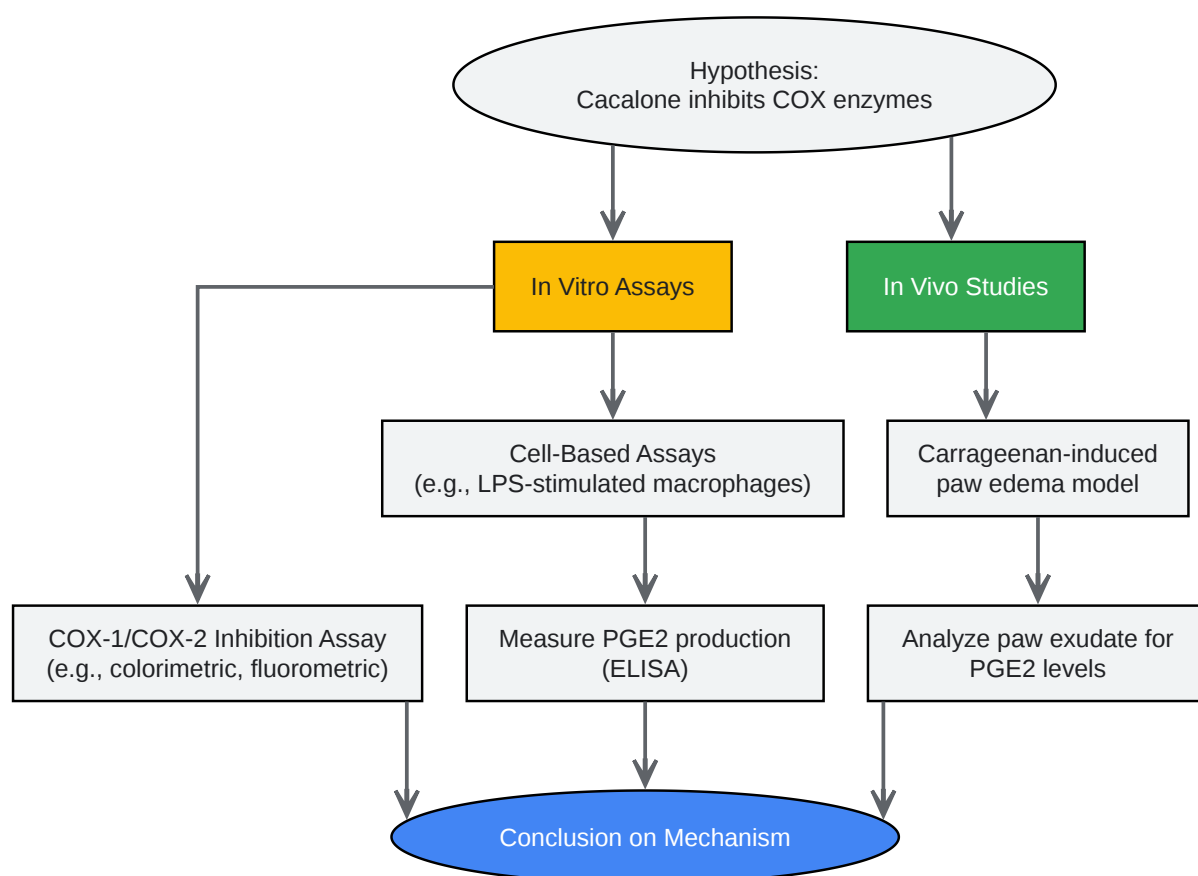 Hypothesis:
Cacalone inhibits COX enzymes
In Vitro Assays
In Vivo Studies
Cell-Based Assays
(e.g., LPS-stimulated macrophages)
Carrageenan-induced
paw edema model
COX-1/COX-2 Inhibition Assay
(e.g., colorimetric, fluorometric)
Measure PGE2 production
(ELISA)
Analyze paw exudate for
PGE2 levels
Conclusion on Mechanism